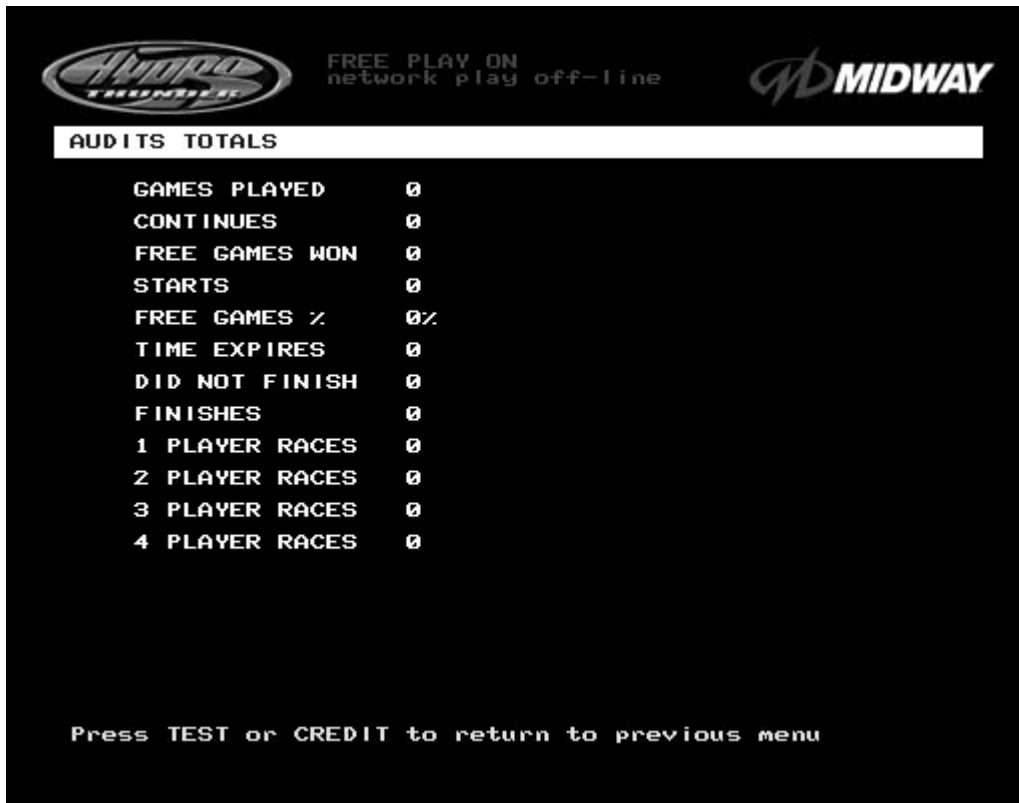 HYDRO
THUNDER
FREE PLAY ON
network play off-line
MIDWAY
AUDITS TOTALS
GAMES PLAYED 0
CONTINUES 0
FREE GAMES WON 0
STARTS 0
FREE GAMES % 0%
TIME EXPIRES 0
DID NOT FINISH 0
FINISHES 0
1 PLAYER RACES 0
2 PLAYER RACES 0
3 PLAYER RACES 0
4 PLAYER RACES 0
Press TEST or CREDIT to return to previous menu